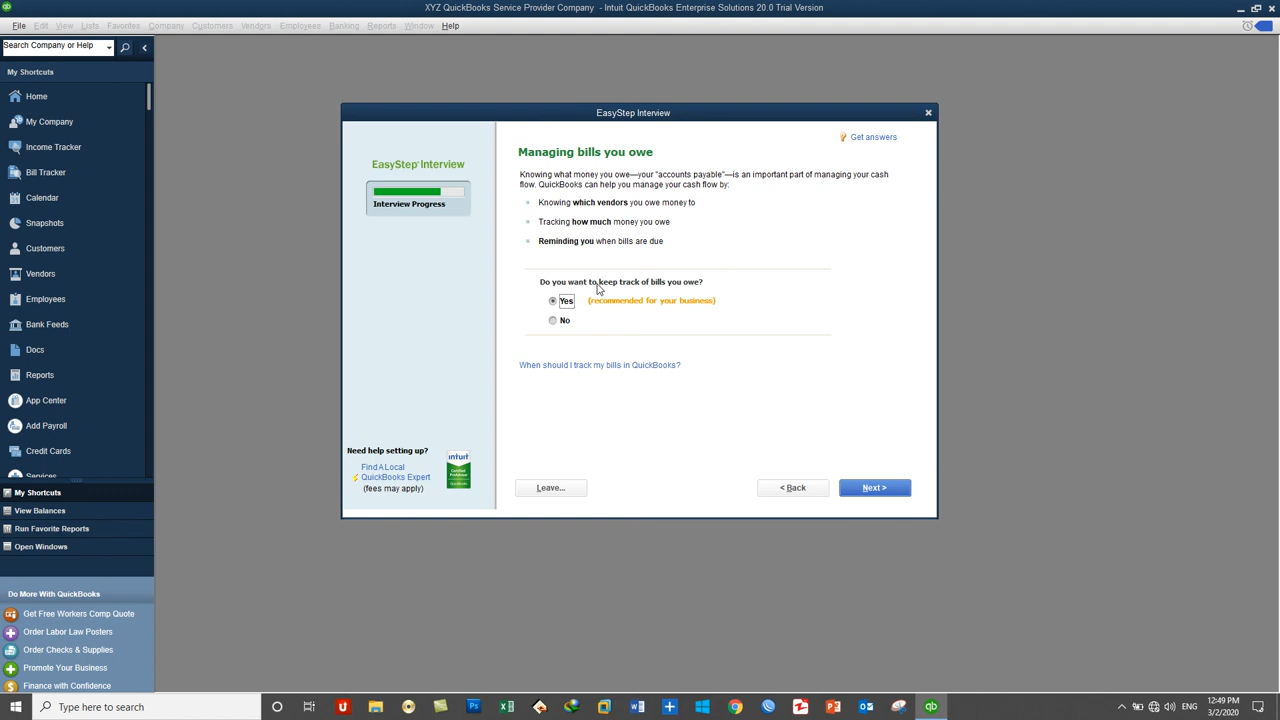 XYZ QuickBooks Service Provider Company - Intuit QuickBooks Enterprise Solutions 20.0 Trial Version
File Edit View Lists Favorites Company Customers Vendors Employees Banking Reports Window Help
Search Company or Help
My Shortcuts
Home
My Company
Income Tracker
Bill Tracker
Calendar
Snapshots
Customers
Vendors
Employees
Bank Feeds
Docs
Reports
App Center
Add Payroll
Credit Cards
Services
My Shortcuts
View Balances
Run Favorite Reports
Open Windows
Do More With QuickBooks
Get Free Workers Comp Quote
Order Labor Law Posters
Order Checks & Supplies
Promote Your Business
Finance with Confidence
EasyStep Interview
EasyStep Interview
Interview Progress
Need help setting up?
Find A Local
QuickBooks Expert
(fees may apply)
intuit
Get answers
Managing bills you owe
Knowing what money you owe—your "accounts payable"—is an important part of managing your cash
flow. QuickBooks can help you manage your cash flow by:
Knowing which vendors you owe money to
Tracking how much money you owe
Reminding you when bills are due
Do you want to keep track of bills you owe?
Yes (recommended for your business)
No
When should I track my bills in QuickBooks?
Leave... < Back Next >
Type here to search
12:49 PM
3/2/2020